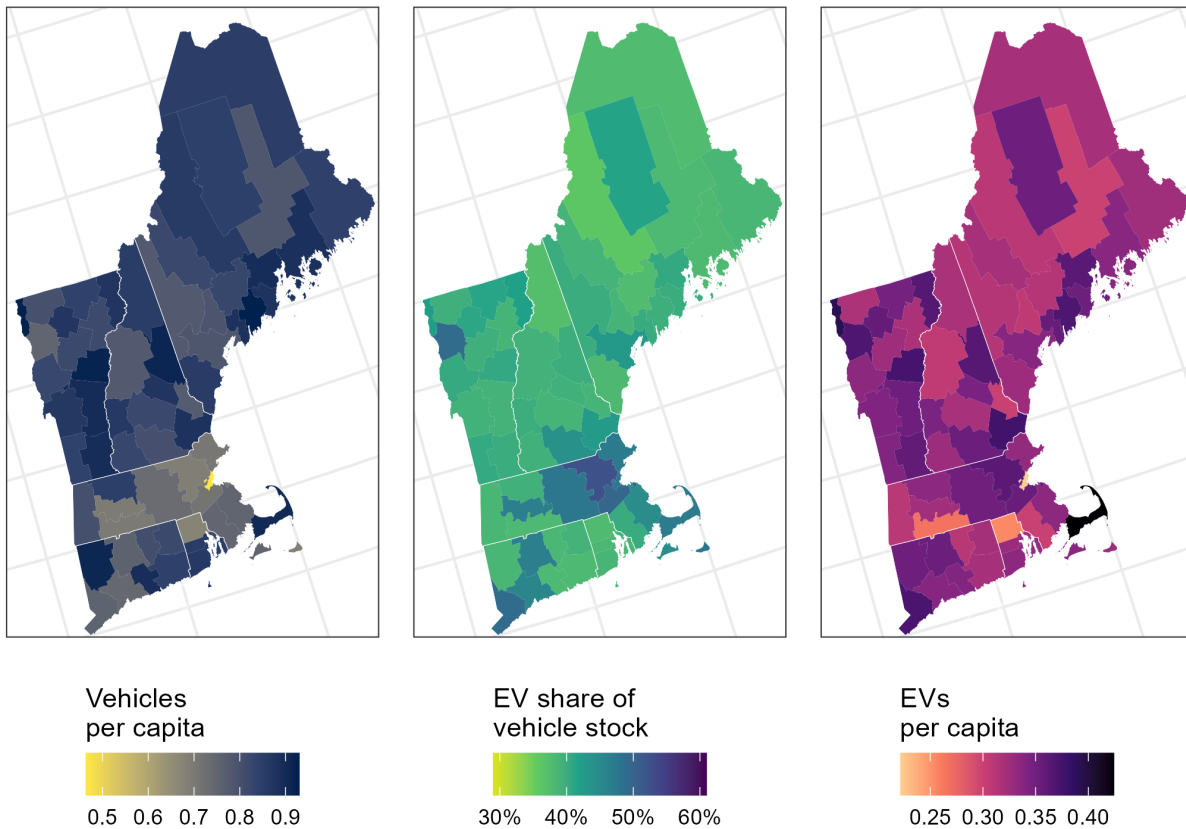 Vehicles
per capita
0.5 0.6 0.7 0.8 0.9
EV share of
vehicle stock
30% 40% 50% 60%
EVs
per capita
0.25 0.30 0.35 0.40